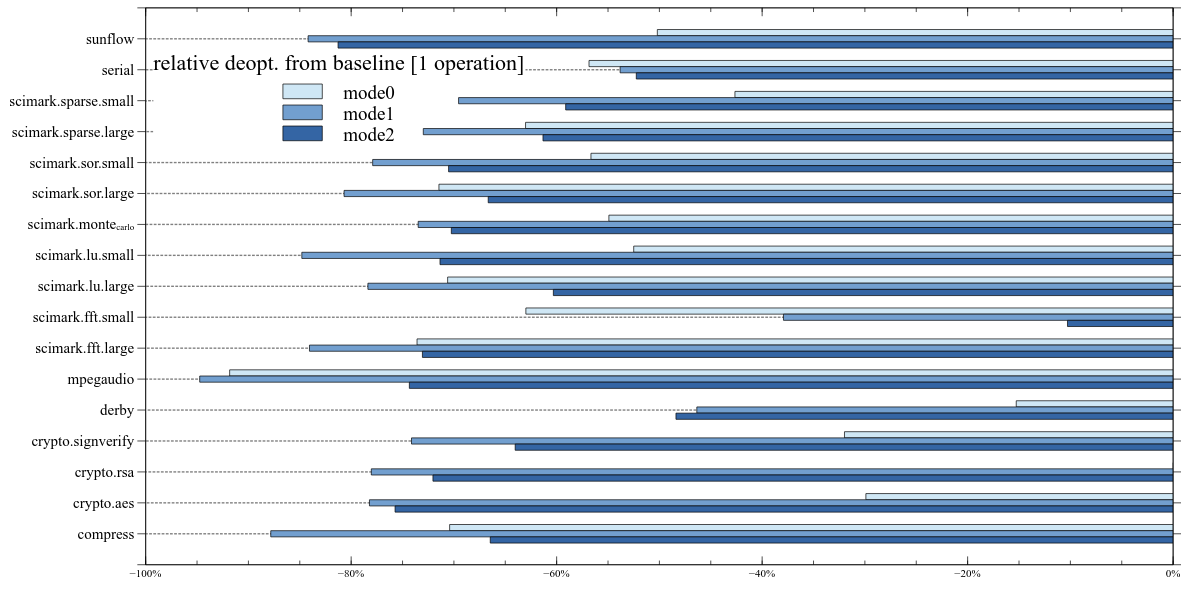 sunflow
relative deopt. from baseline [1 operation]
serial
mode0
scimark.sparse.small
mode1
scimark.sparse.large
mode2
scimark.sor.small
scimark.sor.large
scimark.montecarlo
scimark.lu.small
scimark.lu.large
scimark.fft.small
scimark.fft.large
mpegaudio
derby
crypto.signverify
crypto.rsa
crypto.aes
compress
−100% −80% −60% −40% −20% 0%